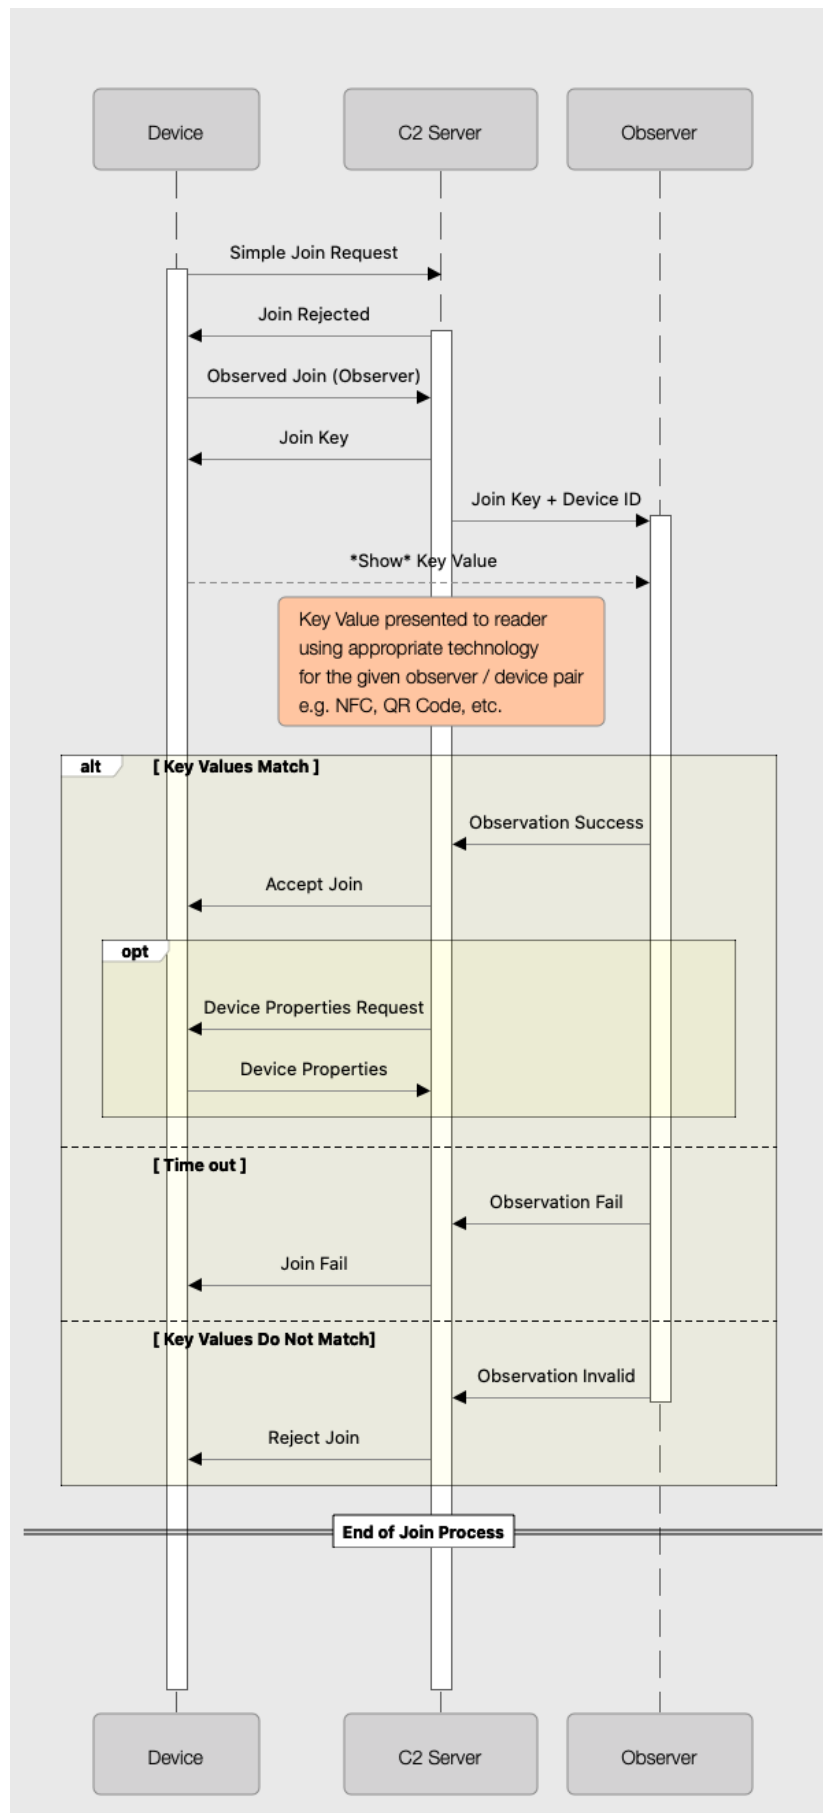 Device
C2 Server
Observer
Simple Join Request
Join Rejected
Observed Join (Observer)
Join Key
Join Key + Device ID
*Show* Key Value
Key Value presented to reader
using appropriate technology
for the given observer / device pair
e.g. NFC, QR Code, etc.
alt
[ Key Values Match ]
Observation Success
Accept Join
opt
Device Properties Request
Device Properties
[ Time out ]
Observation Fail
Join Fail
[ Key Values Do Not Match]
Observation Invalid
Reject Join
End of Join Process
Device
C2 Server
Observer